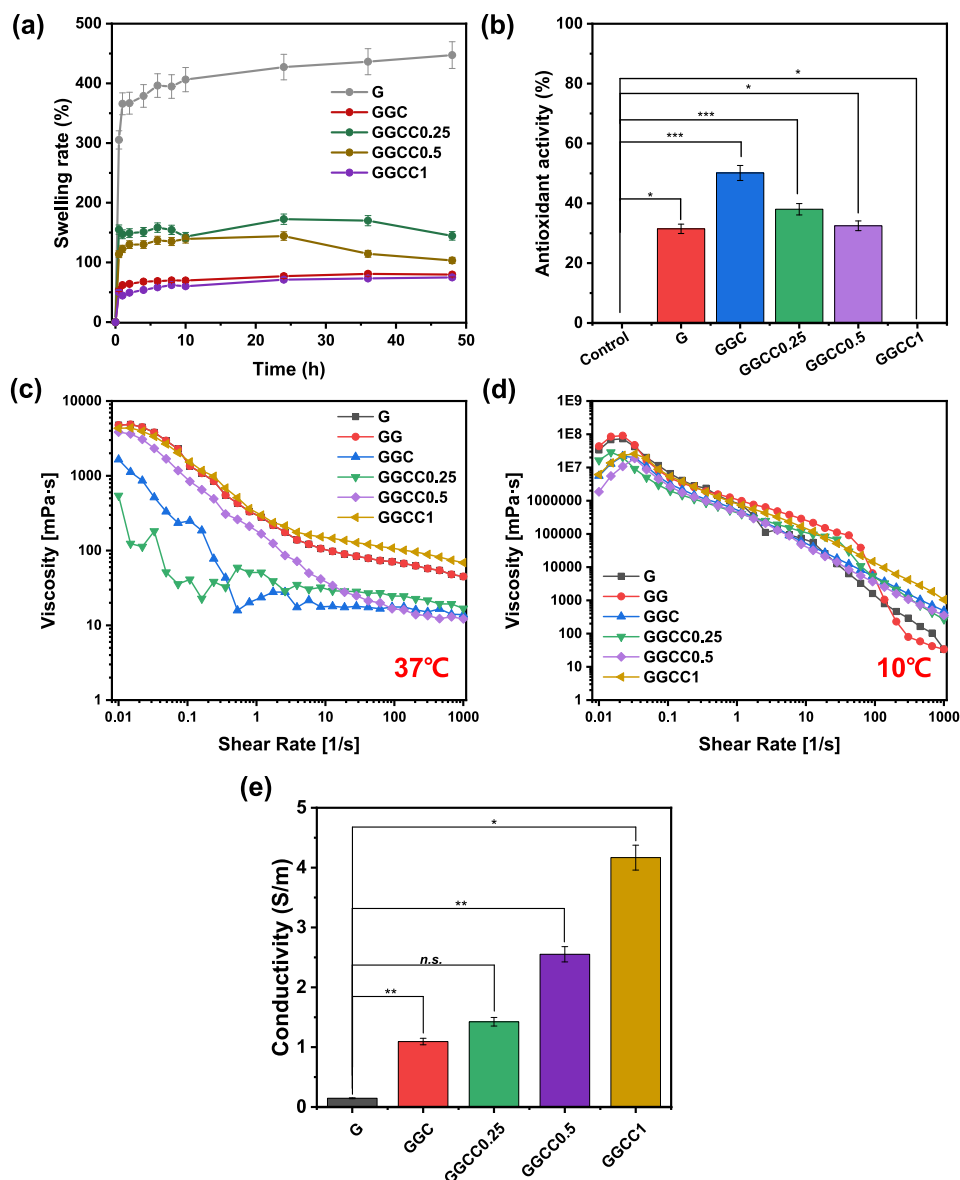 (a)
500
400
300
200
100
0
Swelling rate (%)
G
GGC
GGCC0.25
GGCC0.5
GGCC1
0 10 20 30 40 50
Time (h)
(b)
100
80
60
40
20
0
Antioxidant activity (%)
*
*
***
***
*
Control G GGC GGCC0.25 GGCC0.5 GGCC1
(c)
10000
1000
100
10
1
Viscosity [mPa·s]
G
GG
GGC
GGCC0.25
GGCC0.5
GGCC1
37℃
0.01 0.1 1 10 100 1000
Shear Rate [1/s]
(d)
1E9
1E8
1E7
1000000
100000
10000
1000
100
10
1
Viscosity [mPa·s]
G
GG
GGC
GGCC0.25
GGCC0.5
GGCC1
10℃
0.01 0.1 1 10 100 1000
Shear Rate [1/s]
(e)
5
4
3
2
1
0
Conductivity (S/m)
*
**
n.s.
**
G GGC GGCC0.25 GGCC0.5 GGCC1